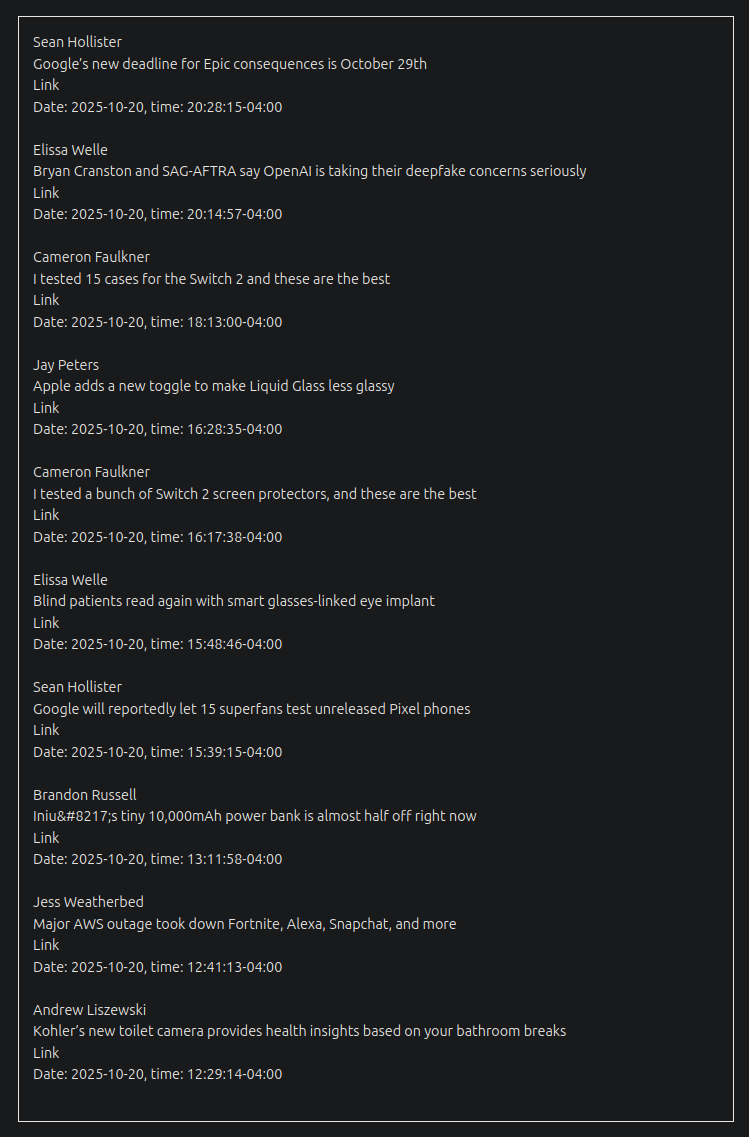 Sean Hollister
Google’s new deadline for Epic consequences is October 29th
Link
Date: 2025-10-20, time: 20:28:15-04:00
Elissa Welle
Bryan Cranston and SAG-AFTRA say OpenAI is taking their deepfake concerns seriously
Link
Date: 2025-10-20, time: 20:14:57-04:00
Cameron Faulkner
I tested 15 cases for the Switch 2 and these are the best
Link
Date: 2025-10-20, time: 18:13:00-04:00
Jay Peters
Apple adds a new toggle to make Liquid Glass less glassy
Link
Date: 2025-10-20, time: 16:28:35-04:00
Cameron Faulkner
I tested a bunch of Switch 2 screen protectors, and these are the best
Link
Date: 2025-10-20, time: 16:17:38-04:00
Elissa Welle
Blind patients read again with smart glasses-linked eye implant
Link
Date: 2025-10-20, time: 15:48:46-04:00
Sean Hollister
Google will reportedly let 15 superfans test unreleased Pixel phones
Link
Date: 2025-10-20, time: 15:39:15-04:00
Brandon Russell
Iniu&#8217;s tiny 10,000mAh power bank is almost half off right now
Link
Date: 2025-10-20, time: 13:11:58-04:00
Jess Weatherbed
Major AWS outage took down Fortnite, Alexa, Snapchat, and more
Link
Date: 2025-10-20, time: 12:41:13-04:00
Andrew Liszewski
Kohler’s new toilet camera provides health insights based on your bathroom breaks
Link
Date: 2025-10-20, time: 12:29:14-04:00